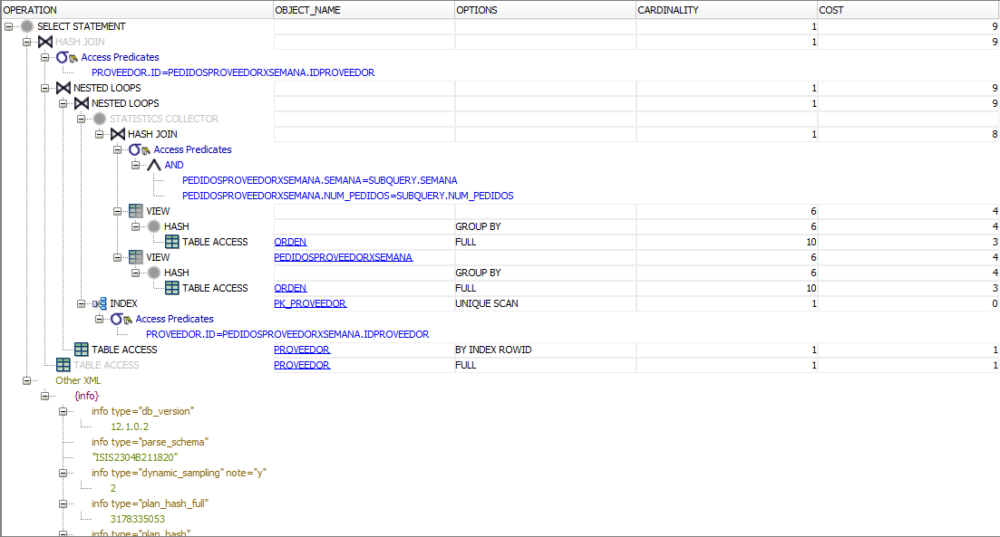 OPERATION OBJECT_NAME OPTIONS CARDINALITY COST
SELECT STATEMENT 1 9
HASH JOIN 1 9
Access Predicates
PROVEEDOR.ID=PEDIDOSPROVEEDORXSEMANA.IDPROVEEDOR
NESTED LOOPS 1 9
NESTED LOOPS 1 9
STATISTICS COLLECTOR
HASH JOIN 1 8
Access Predicates
AND
PEDIDOSPROVEEDORXSEMANA.SEMANA=SUBQUERY.SEMANA
PEDIDOSPROVEEDORXSEMANA.NUM_PEDIDOS=SUBQUERY.NUM_PEDIDOS
VIEW 6 4
HASH GROUP BY 6 4
TABLE ACCESS ORDEN FULL 10 3
VIEW PEDIDOSPROVEEDORXSEMANA 6 4
HASH GROUP BY 6 4
TABLE ACCESS ORDEN FULL 10 3
INDEX PK_PROVEEDOR UNIQUE SCAN 1 0
Access Predicates
PROVEEDOR.ID=PEDIDOSPROVEEDORXSEMANA.IDPROVEEDOR
TABLE ACCESS PROVEEDOR BY INDEX ROWID 1 1
TABLE ACCESS PROVEEDOR FULL 1 1
Other XML
{info}
info type="db_version"
12.1.0.2
info type="parse_schema"
"ISIS2304B211820"
info type="dynamic_sampling" note="y"
2
info type="plan_hash_full"
3178335053
info type="plan_hash"